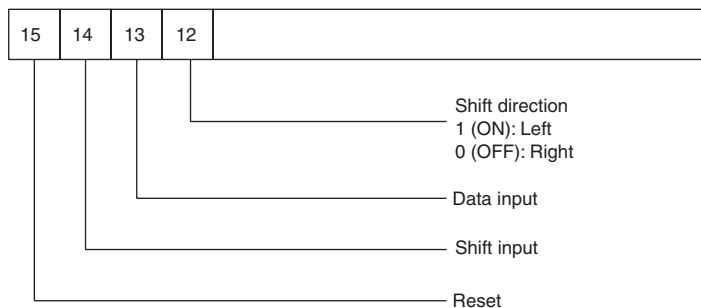 15 14 13 12
Shift direction
1 (ON): Left
0 (OFF): Right
Data input
Shift input
Reset